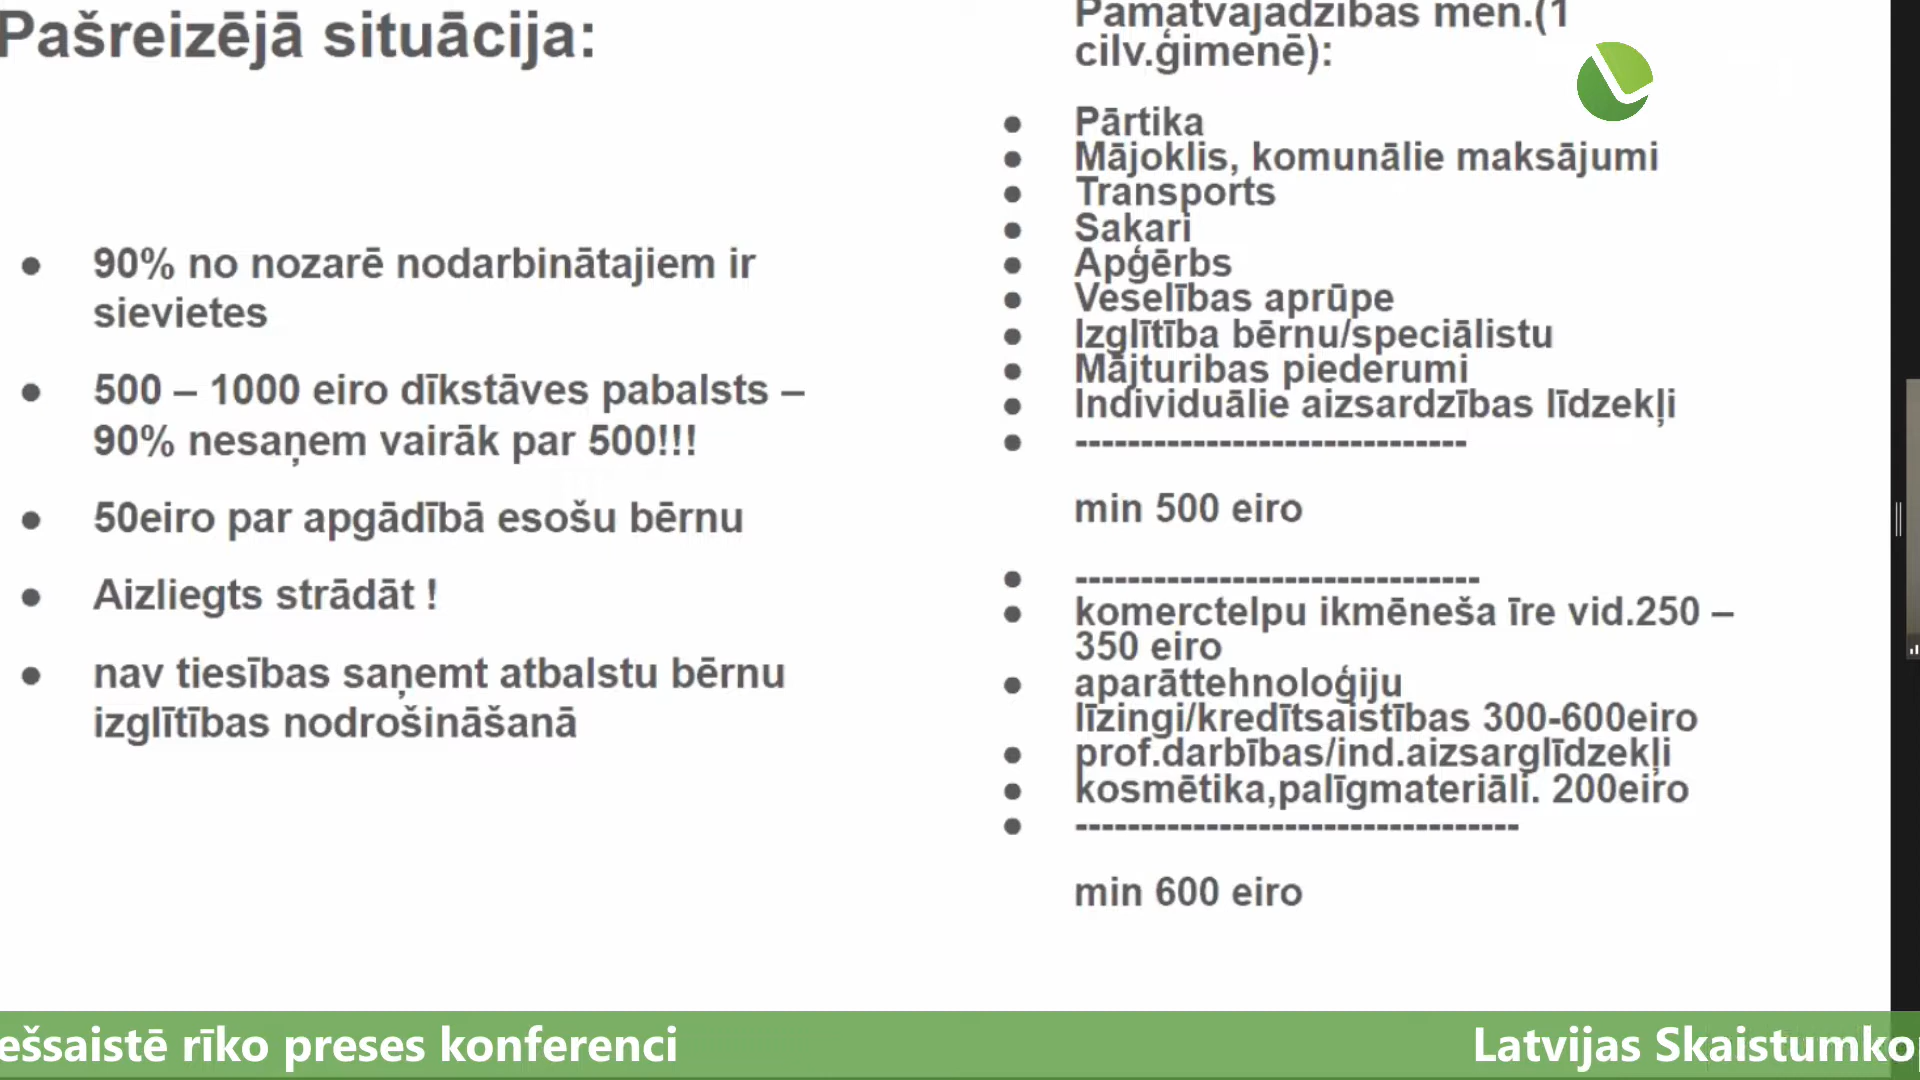 Pašreizējā situācija:
90% no nozarē nodarbinātajiem ir
sievietes
500 – 1000 eiro dīkstāves pabalsts –
90% nesaņem vairāk par 500!!!
50eiro par apgādībā esošu bērnu
Aizliegts strādāt !
nav tiesības saņemt atbalstu bērnu
izglītības nodrošināšanā
Pamatvajadzības mēn.(1
cilv.ģimenē):
Pārtika
Mājoklis, komunālie maksājumi
Transports
Sakari
Apģērbs
Veselības aprūpe
Izglītība bērnu/speciālistu
Mājturibas piederumi
Individuālie aizsardzības līdzekļi
------------------------------
min 500 eiro
-------------------------------
komerctelpu ikmēneša īre vid.250 –
350 eiro
aparāttehnoloģiju
līzingi/kredītsaistības 300-600eiro
prof.darbības/ind.aizsarglīdzekļi
kosmētika,palīgmateriāli. 200eiro
----------------------------------
min 600 eiro
ešsaistē rīko preses konferenci
Latvijas Skaistumko